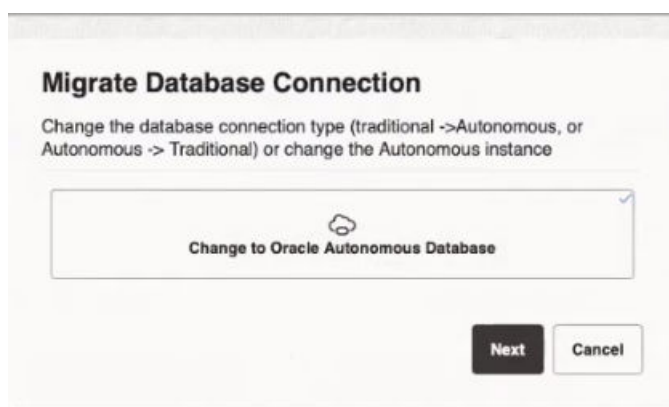 Migrate Database Connection
Change the database connection type (traditional ->Autonomous, or
Autonomous -> Traditional) or change the Autonomous instance
Change to Oracle Autonomous Database
Next
Cancel